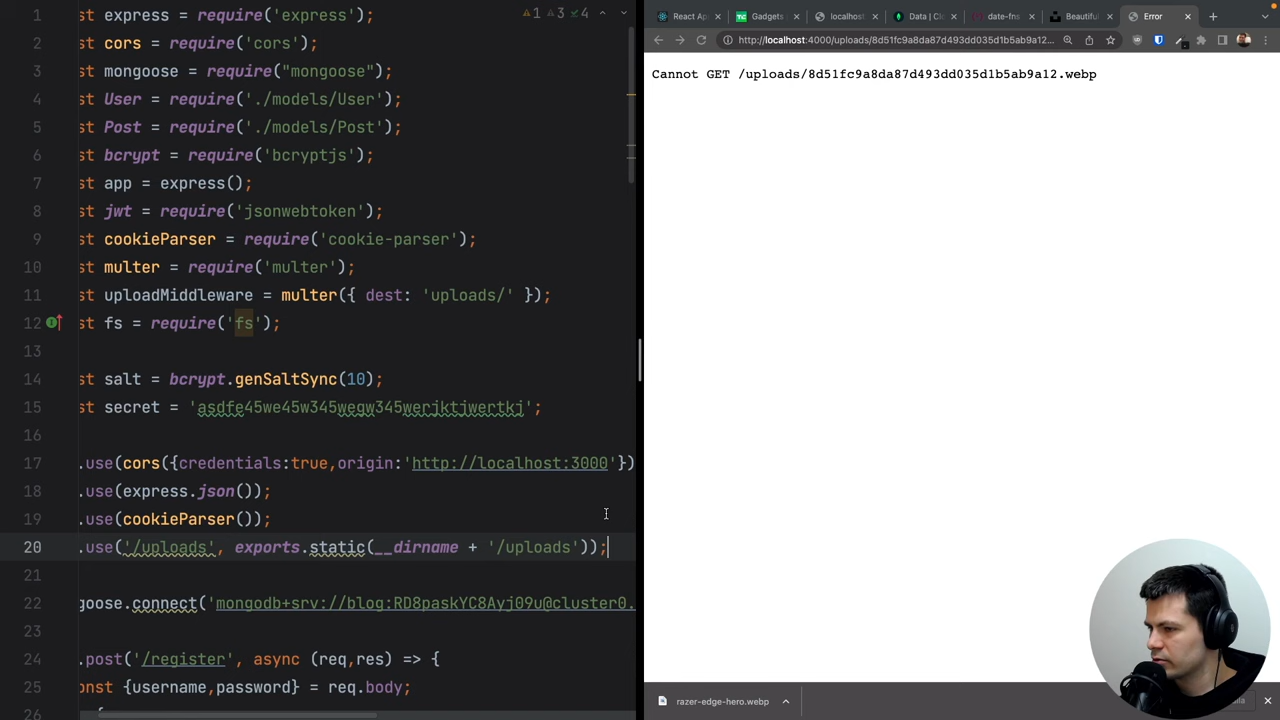 1 st express = require('express');
2 st cors = require('cors');
3 st mongoose = require("mongoose");
4 st User = require('./models/User');
5 st Post = require('./models/Post');
6 st bcrypt = require('bcryptjs');
7 st app = express();
8 st jwt = require('jsonwebtoken');
9 st cookieParser = require('cookie-parser');
10 st multer = require('multer');
11 st uploadMiddleware = multer({ dest: 'uploads/' });
12 st fs = require('fs');
13
14 st salt = bcrypt.genSaltSync(10);
15 st secret = 'asdfe45we45w345wegw345werjktjwertkj';
16
17 .use(cors({credentials:true,origin:'http://localhost:3000'})
18 .use(express.json());
19 .use(cookieParser());
20 .use('/uploads', exports.static(__dirname + '/uploads'));
21
22 goose.connect('mongodb+srv://blog:RD8paskYC8Ayj09u@cluster0.
23
24 .post('/register', async (req,res) => {
25 onst {username,password} = req.body;
26
1 3 4
React Ap
Gadgets
localhost
Data | Clo
date-fns
Beautiful
Error
http://localhost:4000/uploads/8d51fc9a8da87d493dd035d1b5ab9a12...
Cannot GET /uploads/8d51fc9a8da87d493dd035d1b5ab9a12.webp
razer-edge-hero.webp